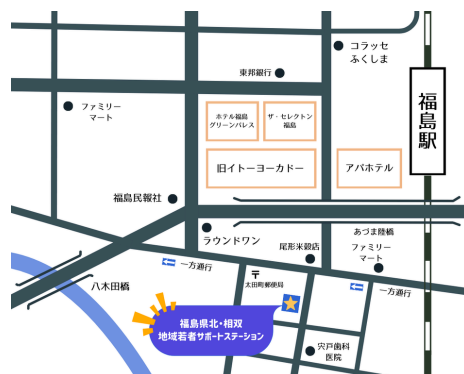 コラッセ
ふくしま
東邦銀行
福島駅
ファミリー
マート
ホテル福島
グリーンパレス
ザ・セレクトン
福島
旧イトーヨーカドー
アパホテル
福島民報社
ラウンドワン
あづま陸橋
尾形米穀店
ファミリー
マート
一方通行
〒
太田町郵便局
八木田橋
一方通行
福島県北・相双
地域若者サポートステーション
宍戸歯科
医院